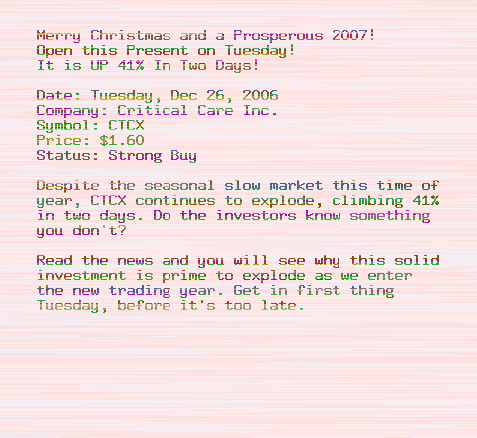 Merry Christmas and a Prosperous 2007!
Open this Present on Tuesday!
It is UP 41% In Two Days!
Date: Tuesday, Dec 26, 2006
Company: Critical Care Inc.
Symbol: CTCX
Price: $1.60
Status: Strong Buy
Despite the seasonal slow market this time of
year, CTCX continues to explode, climbing 41%
in two days. Do the investors know something
you don't?
Read the news and you will see why this solid
investment is prime to explode as we enter
the new trading year. Get in first thing
Tuesday, before it's too late.